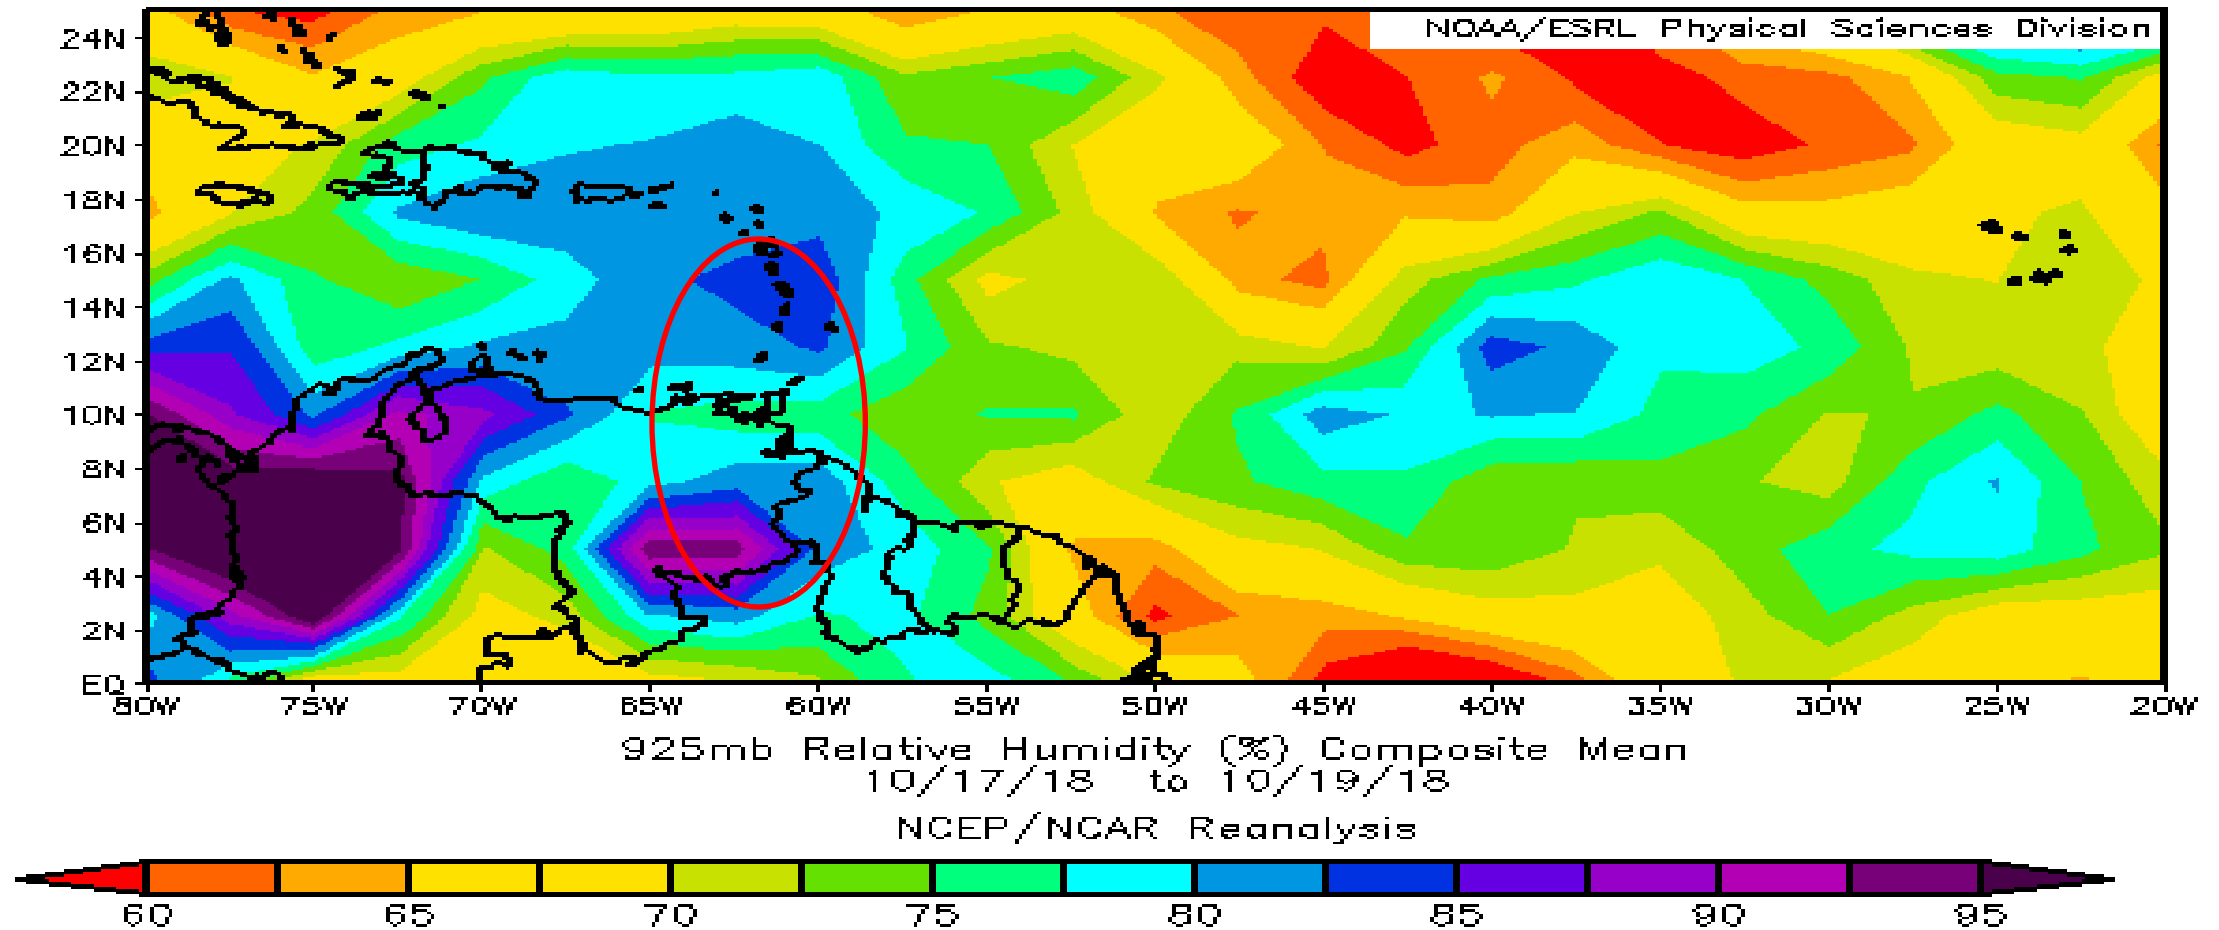 NOAA/ESRL Physical Sciences Division
24N
22N
20N
18N
16N
14N
12N
10N
8N
6N
4N
2N
EQ
80W 75W 70W 65W 60W 55W 50W 45W 40W 35W 30W 25W 20W
925mb Relative Humidity (%) Composite Mean
10/17/18 to 10/19/18
NCEP/NCAR Reanalysis
60 65 70 75 80 85 90 95